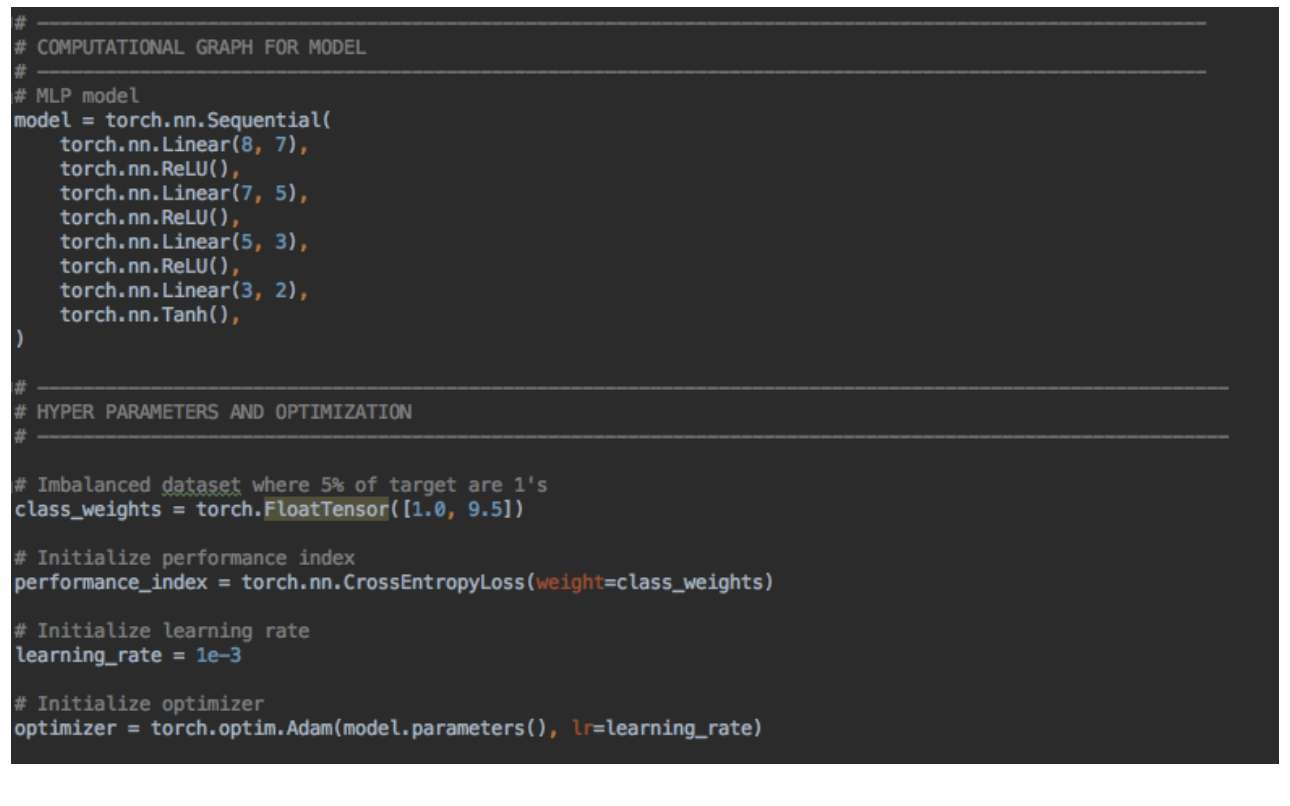 # ————————————————————————————————————————
# COMPUTATIONAL GRAPH FOR MODEL
# ————————————————————————————————————————
# MLP model
model = torch.nn.Sequential(
    torch.nn.Linear(8, 7),
    torch.nn.ReLU(),
    torch.nn.Linear(7, 5),
    torch.nn.ReLU(),
    torch.nn.Linear(5, 3),
    torch.nn.ReLU(),
    torch.nn.Linear(3, 2),
    torch.nn.Tanh(),
)
# ————————————————————————————————————————
# HYPER PARAMETERS AND OPTIMIZATION
# ————————————————————————————————————————
# Imbalanced dataset where 5% of target are 1's
class_weights = torch.FloatTensor([1.0, 9.5])
# Initialize performance index
performance_index = torch.nn.CrossEntropyLoss(weight=class_weights)
# Initialize learning rate
learning_rate = 1e-3
# Initialize optimizer
optimizer = torch.optim.Adam(model.parameters(), lr=learning_rate)